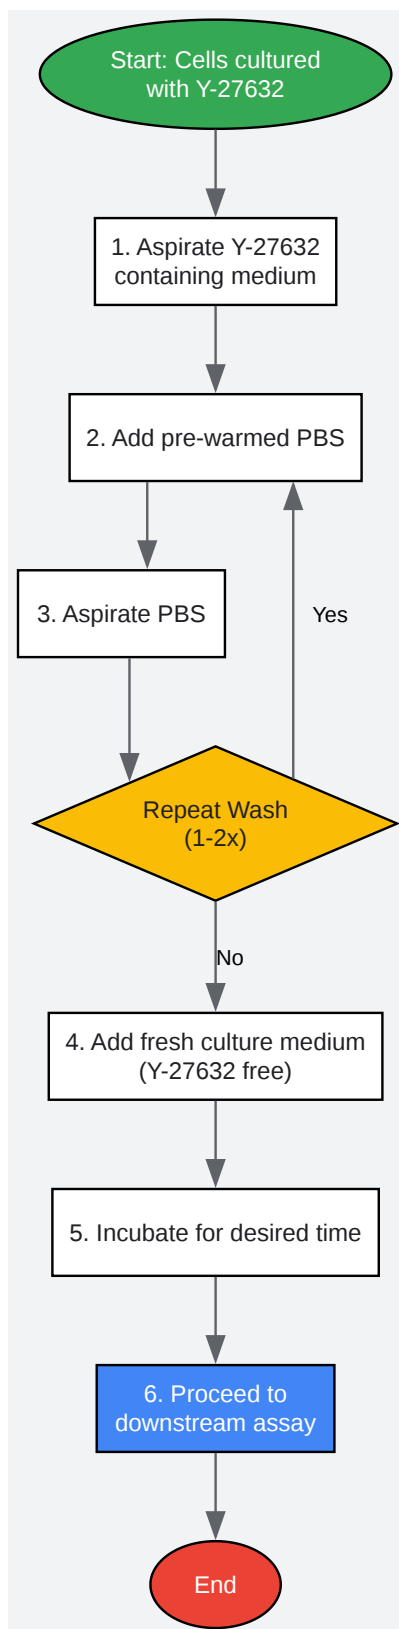 Start: Cells cultured
with Y-27632
1. Aspirate Y-27632
containing medium
2. Add pre-warmed PBS
3. Aspirate PBS
Yes
Repeat Wash
(1-2x)
No
4. Add fresh culture medium
(Y-27632 free)
5. Incubate for desired time
6. Proceed to
downstream assay
End